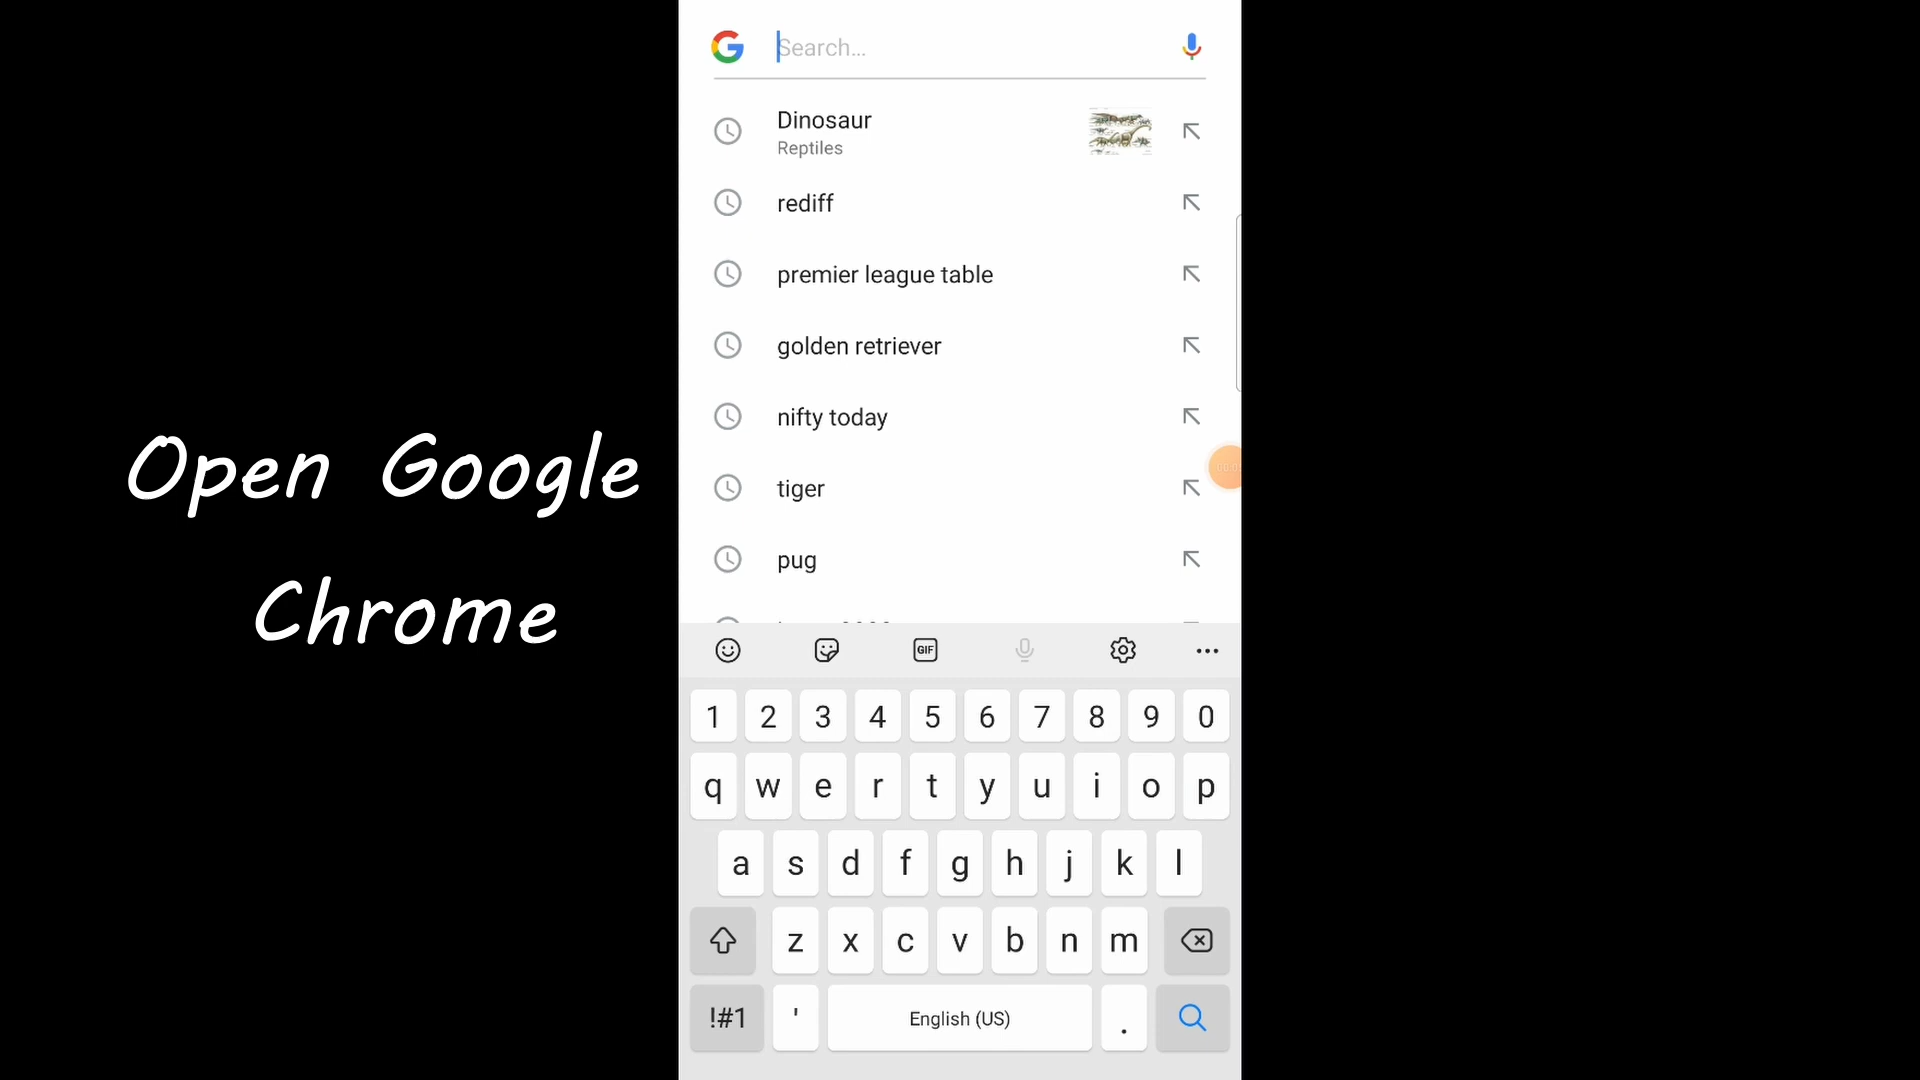 Search...
Dinosaur
Reptiles
rediff
premier league table
golden retriever
nifty today
tiger
pug
Open Google
Chrome
GIF
1 2 3 4 5 6 7 8 9 0
q w e r t y u i o p
a s d f g h j k l
z x c v b n m
!#1 ' English (US) .